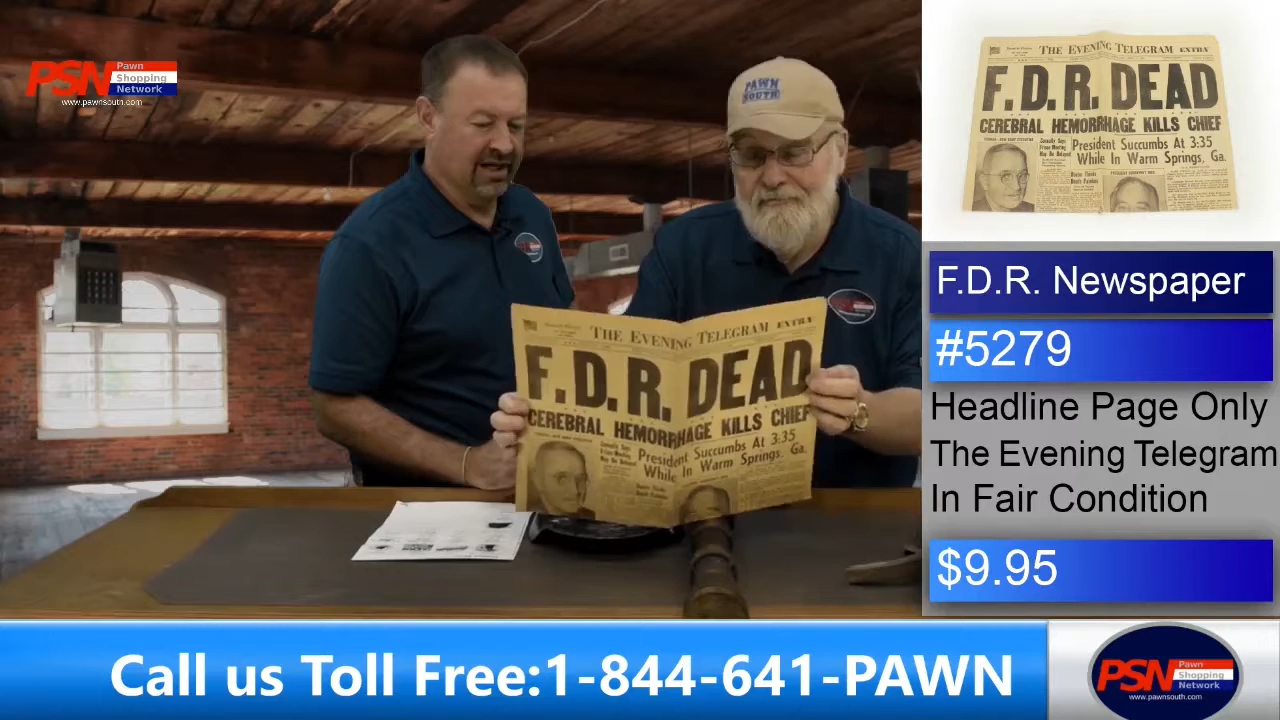 PSN Pawn
Shopping
Network
www.pawnsouth.com
PAWN
SOUTH
THE EVENING TELEGRAM EXTRA
F.D.R. DEAD
CEREBRAL HEMORRHAGE KILLS CHIEF
President Succumbs At 3:35
While In Warm Springs, Ga.
THE EVENING TELEGRAM EXTRA
F.D.R. DEAD
CEREBRAL HEMORRHAGE KILLS CHIEF
President Succumbs At 3:35
While In Warm Springs, Ga.
F.D.R. Newspaper
#5279
Headline Page Only
The Evening Telegram
In Fair Condition
$9.95
Call us Toll Free:1-844-641-PAWN
PSN Pawn
Shopping
Network
www.pawnsouth.com